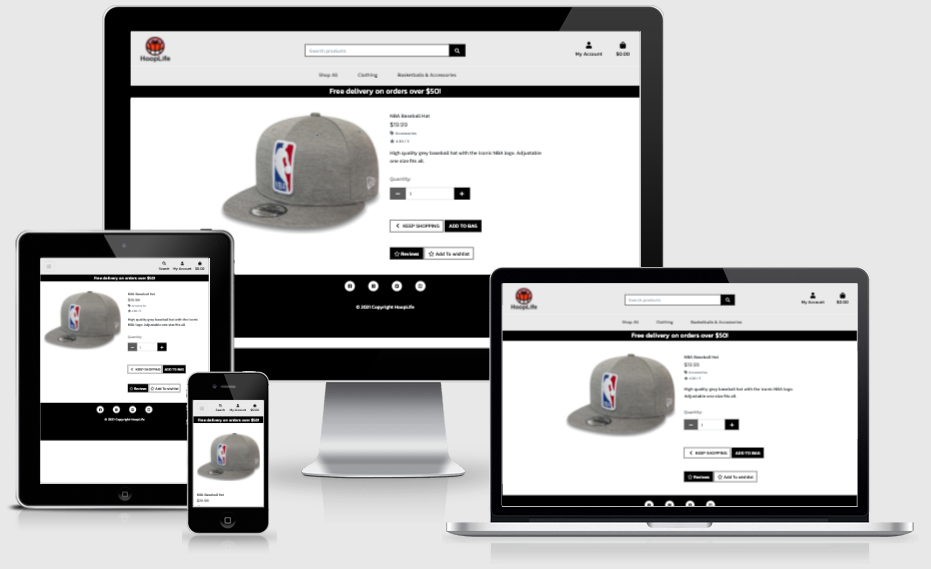 HoopLife
Search products
My Account
$0.00
Shop All
Clothing
Basketballs & Accessories
Free delivery on orders over $50!
NBA Baseball Hat
$19.99
Accessories
High quality grey baseball hat with the iconic NBA logo. Adjustable
one size fits all.
Quantity:
1
KEEP SHOPPING
ADD TO BAG
Reviews
Add To wishlist
© 2021 Copyright HoopLife
Search
My Account
$0.00
Free delivery on orders over $50!
NBA Baseball Hat
$19.99
Accessories
High quality grey baseball hat with the iconic
NBA logo. Adjustable one size fits all.
Quantity:
1
KEEP SHOPPING
ADD TO BAG
Reviews
Add To wishlist
© 2021 Copyright HoopLife
Search
My Account
$0.00
Free delivery on orders over $50!
NBA Baseball Hat
$19.99
HoopLife
Search products
My Account
$0.00
Shop All
Clothing
Basketballs & Accessories
Free delivery on orders over $50!
NBA Baseball Hat
$19.99
Accessories
High quality grey baseball hat with the iconic NBA logo.
Adjustable one size fits all.
Quantity:
1
KEEP SHOPPING
ADD TO BAG
Reviews
Add To wishlist